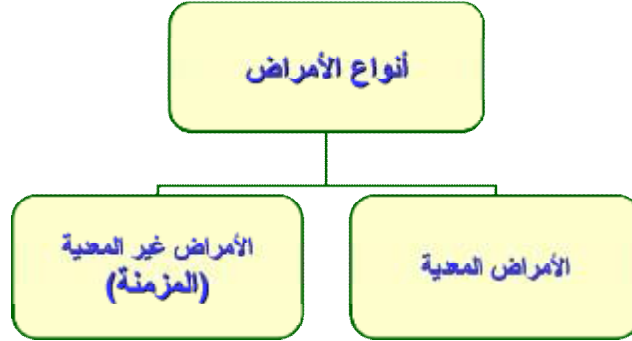 أنواع الأمراض
الأمراض المعدية
الأمراض غير المعدية
(المزمنة)